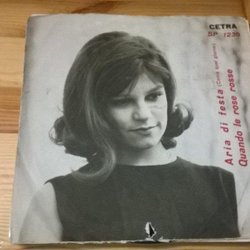 CETRA
SP 1230
Aria di festa
Quando le rose rosse